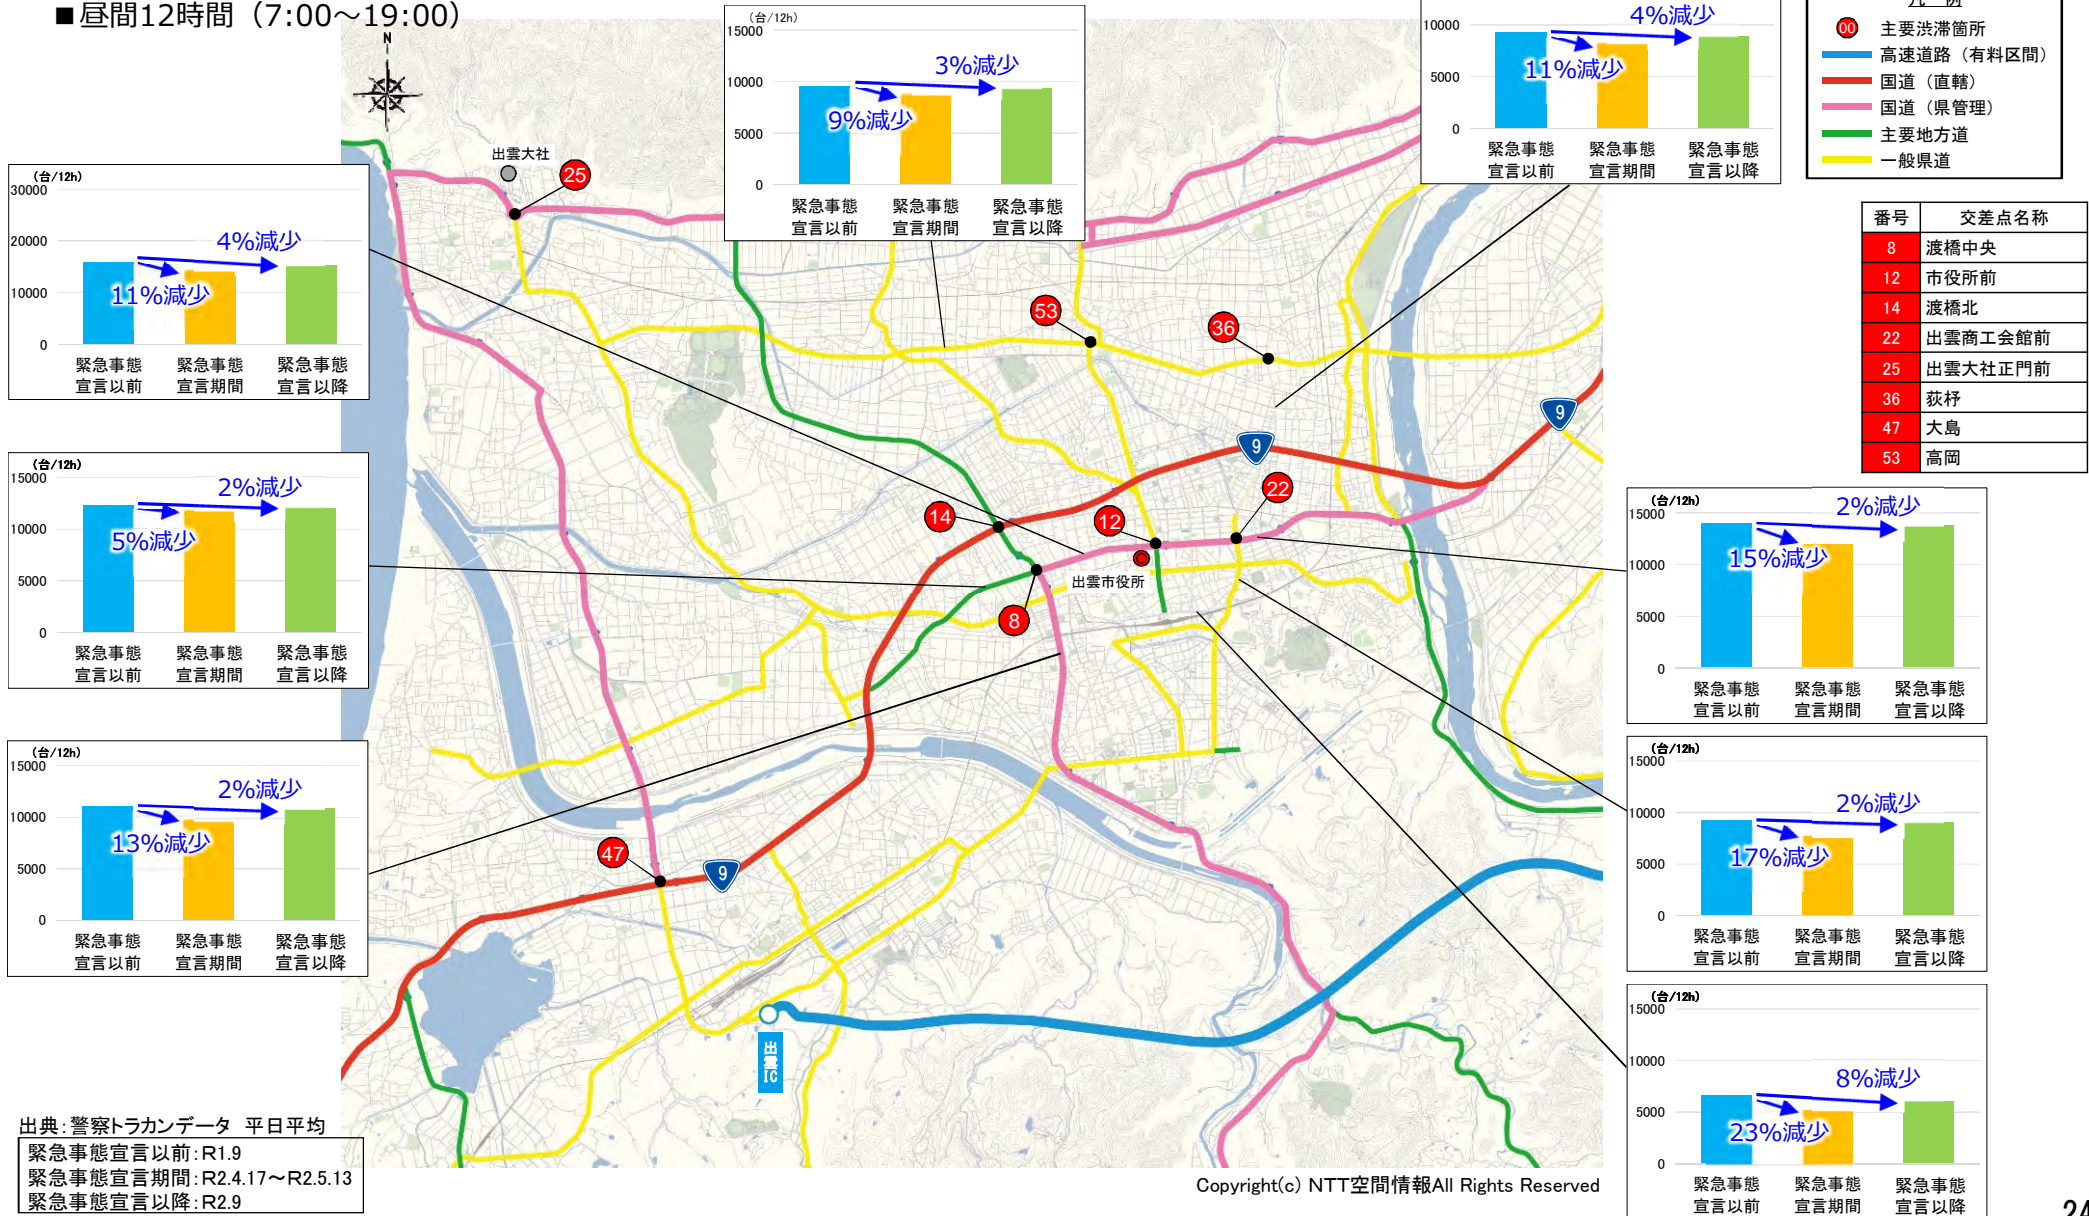 ■昼間12時間（7:00～19:00）
N
出雲大社
25
53
36
9
9
22
14
12
出雲市役所
8
47
9
出雲IC
(台/12h)
15000
10000
5000
0
3%減少
9%減少
緊急事態
宣言以前
緊急事態
宣言期間
緊急事態
宣言以降
10000
5000
0
4%減少
11%減少
緊急事態
宣言以前
緊急事態
宣言期間
緊急事態
宣言以降
凡 例
00 主要渋滞箇所
高速道路（有料区間）
国道（直轄）
国道（県管理）
主要地方道
一般県道
番号 交差点名称
8 渡橋中央
12 市役所前
14 渡橋北
22 出雲商工会館前
25 出雲大社正門前
36 荻杼
47 大島
53 高岡
(台/12h)
30000
20000
10000
0
4%減少
11%減少
緊急事態
宣言以前
緊急事態
宣言期間
緊急事態
宣言以降
(台/12h)
15000
10000
5000
0
2%減少
5%減少
緊急事態
宣言以前
緊急事態
宣言期間
緊急事態
宣言以降
(台/12h)
15000
10000
5000
0
2%減少
13%減少
緊急事態
宣言以前
緊急事態
宣言期間
緊急事態
宣言以降
(台/12h)
15000
10000
5000
0
2%減少
15%減少
緊急事態
宣言以前
緊急事態
宣言期間
緊急事態
宣言以降
(台/12h)
15000
10000
5000
0
2%減少
17%減少
緊急事態
宣言以前
緊急事態
宣言期間
緊急事態
宣言以降
(台/12h)
15000
10000
5000
0
8%減少
23%減少
緊急事態
宣言以前
緊急事態
宣言期間
緊急事態
宣言以降
出典：警察トラカンデータ 平日平均
緊急事態宣言以前：R1.9
緊急事態宣言期間：R2.4.17～R2.5.13
緊急事態宣言以降：R2.9
Copyright(c) NTT空間情報All Rights Reserved
24